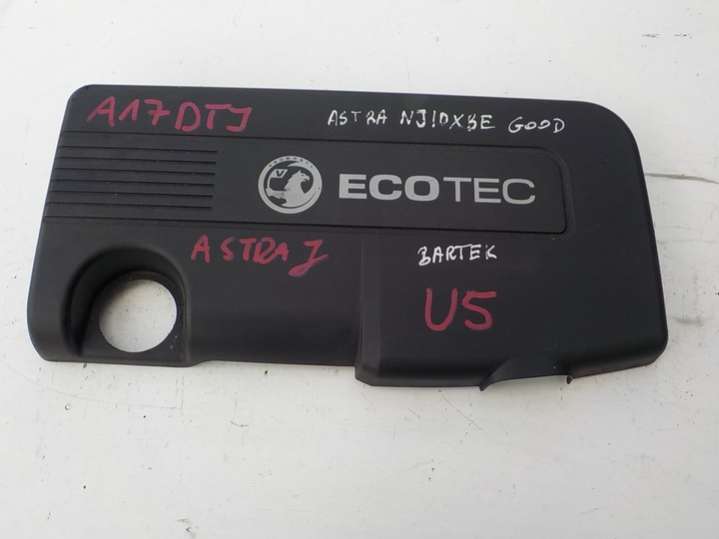 A17DTJ
ASTRA NJ10XBE GOOD
ECOTEC
ASTRA J
BARTEK
U5